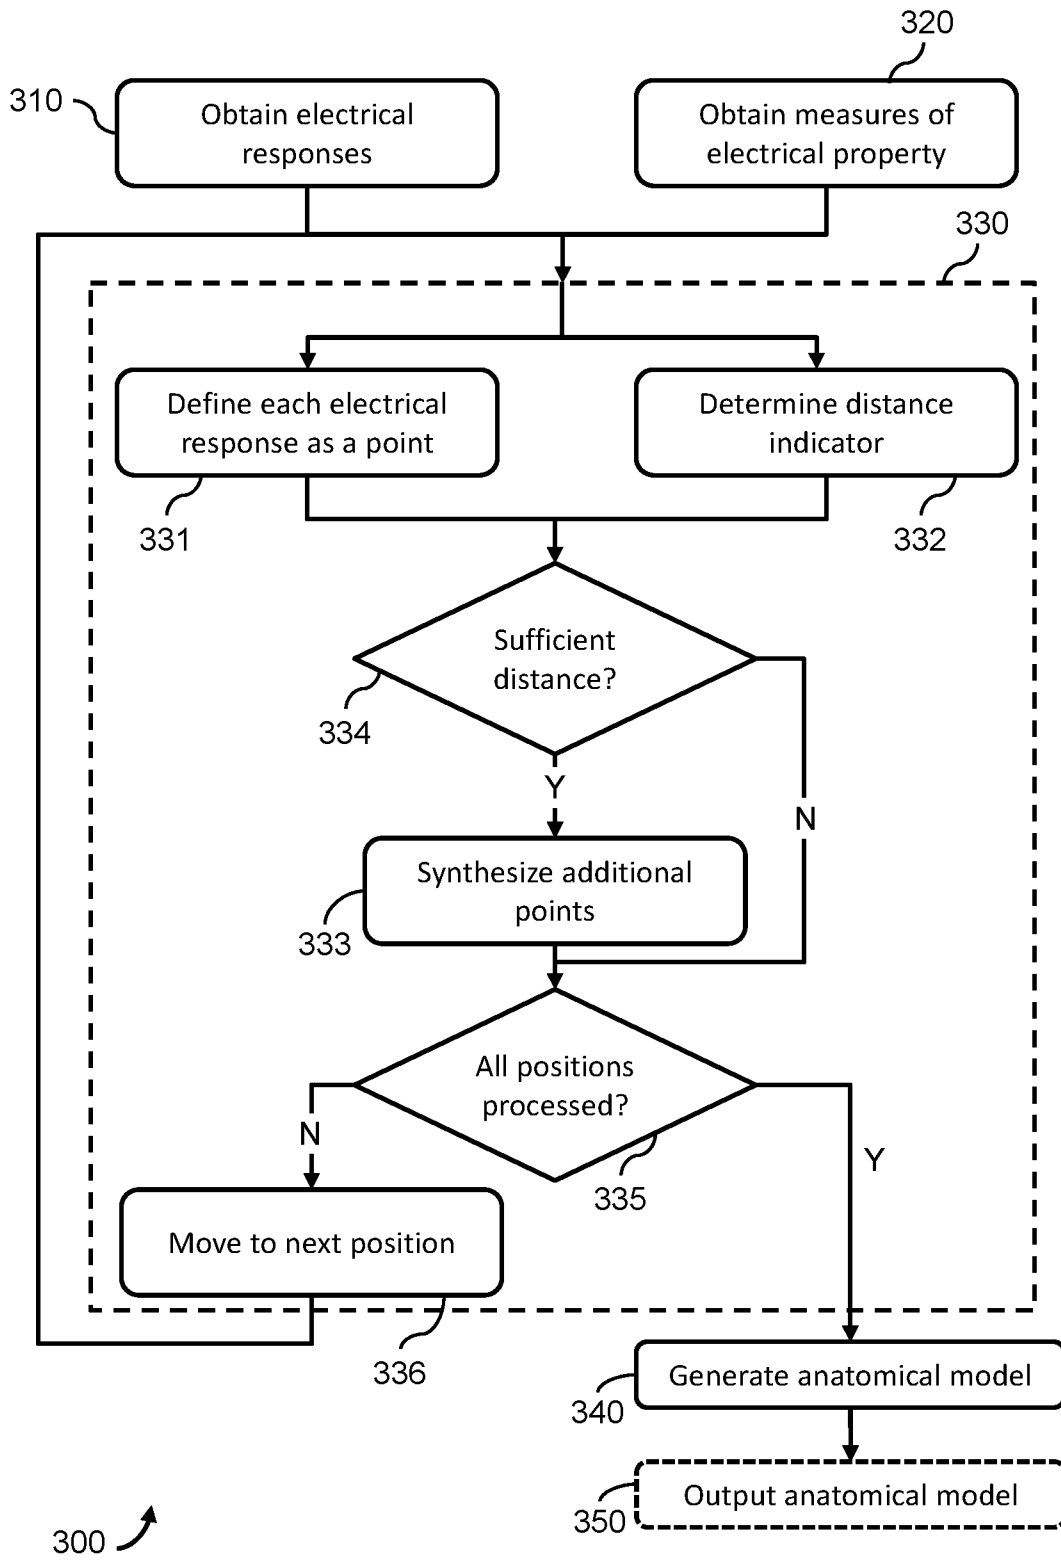 320
310
Obtain electrical
responses
Obtain measures of
electrical property
330
Define each electrical
response as a point
Determine distance
indicator
331
332
Sufficient
distance?
334
Y
N
Synthesize additional
points
333
All positions
processed?
N
Y
335
Move to next position
336
Generate anatomical model
340
Output anatomical model
350
300